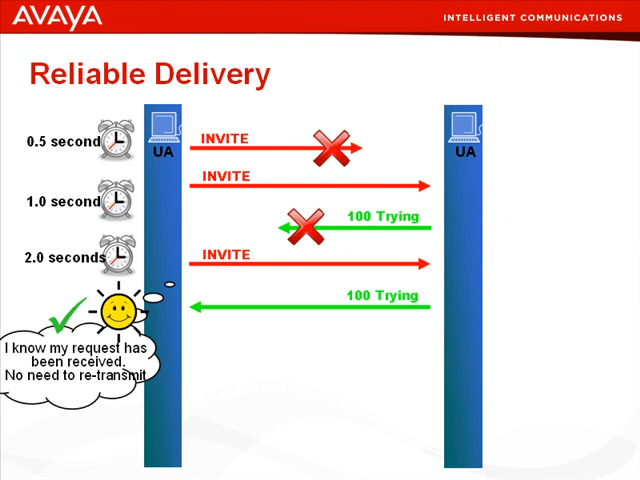 AVAYA
INTELLIGENT COMMUNICATIONS
Reliable Delivery
0.5 second
UA
INVITE
UA
INVITE
1.0 second
100 Trying
2.0 seconds
INVITE
100 Trying
I know my request has
been received.
No need to re-transmit